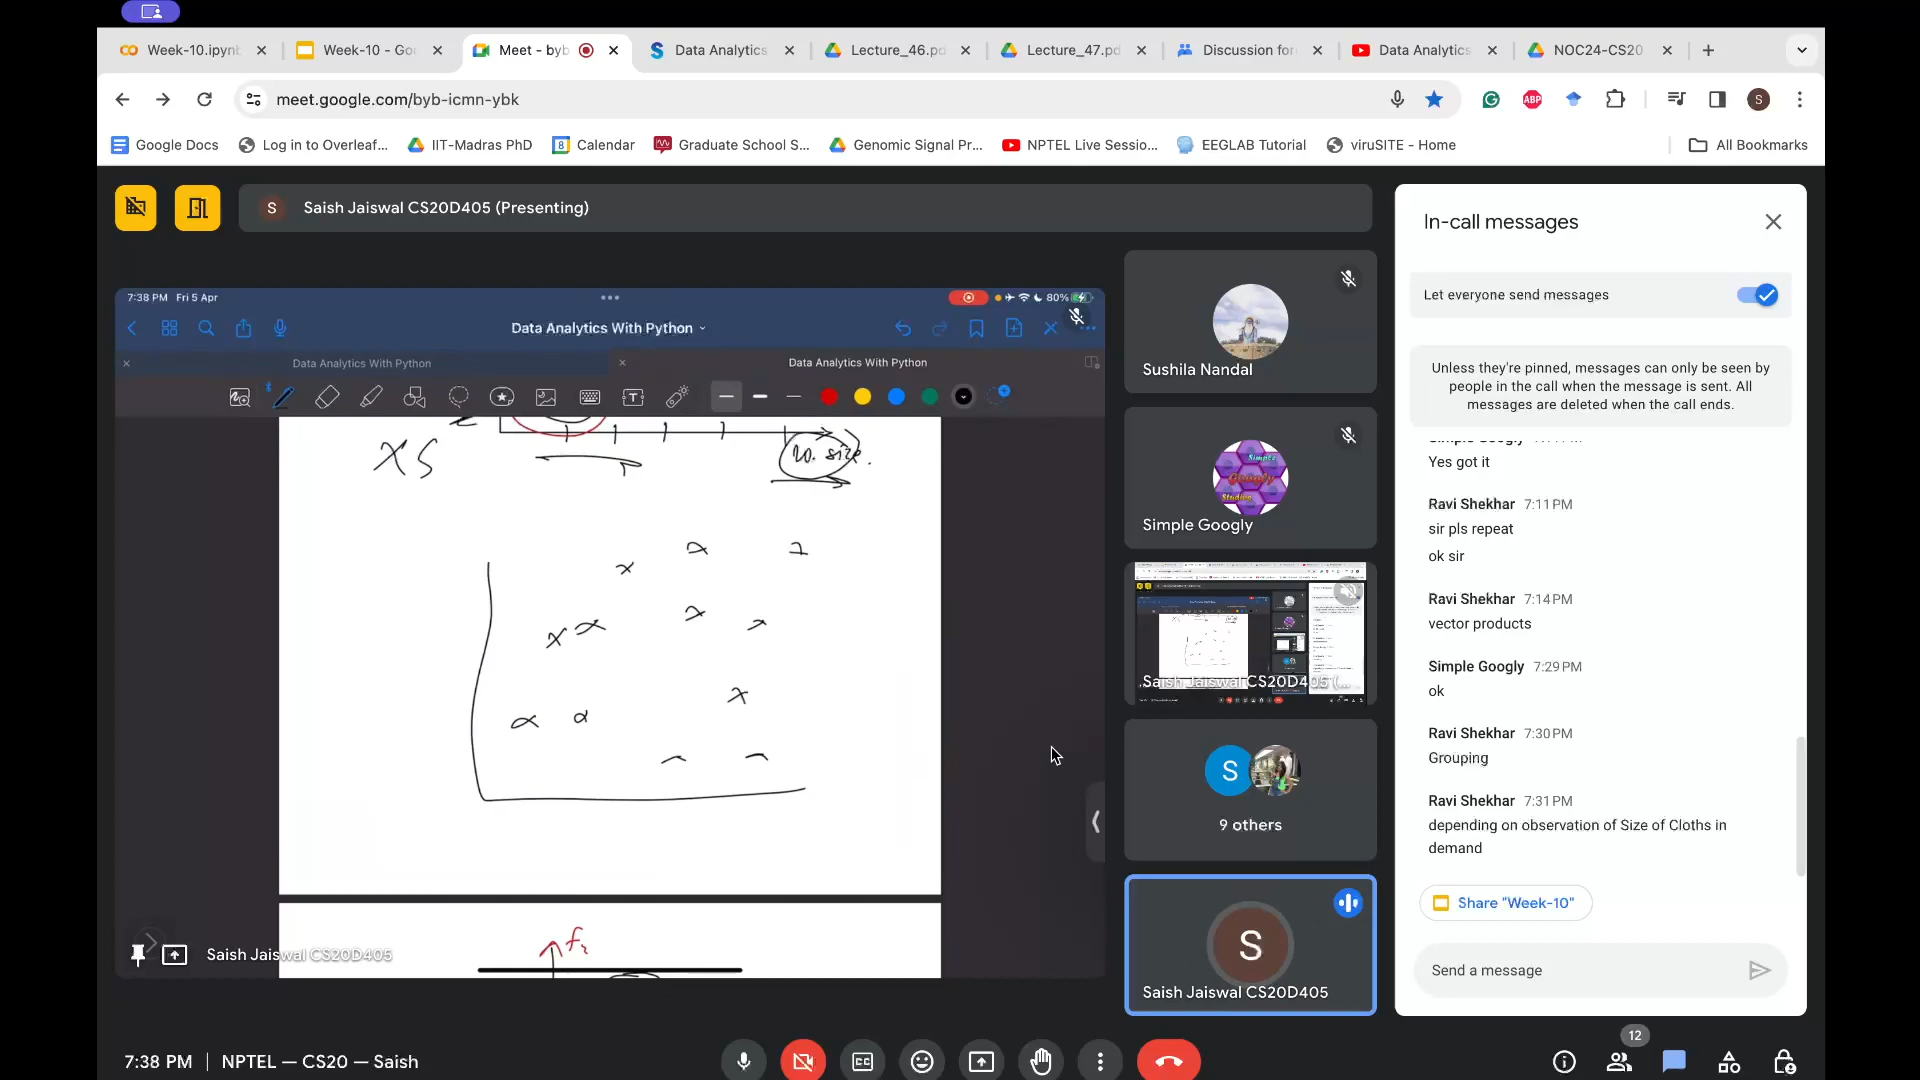 Week-10.ipynb
Week-10 - Goo
Meet - byb
Data Analytics
Lecture_46.pd
Lecture_47.pd
Discussion for
Data Analytics
NOC24-CS20
meet.google.com/byb-icmn-ybk
ABP
S
Google Docs
Log in to Overleaf...
IIT-Madras PhD
8
Calendar
Graduate School S...
Genomic Signal Pr...
NPTEL Live Sessio...
EEGLAB Tutorial
viruSITE - Home
All Bookmarks
S
Saish Jaiswal CS20D405 (Presenting)
7:38 PM Fri 5 Apr
80%
Data Analytics With Python
Data Analytics With Python
Data Analytics With Python
XS
size.
f₂
Saish Jaiswal CS20D405
Sushila Nandal
Simple Googly
Saish Jaiswal CS20D405 (...
S
9 others
S
Saish Jaiswal CS20D405
In-call messages
Let everyone send messages
Unless they're pinned, messages can only be seen by
people in the call when the message is sent. All
messages are deleted when the call ends.
Simple Googly
Yes got it
Ravi Shekhar 7:11 PM
sir pls repeat
ok sir
Ravi Shekhar 7:14 PM
vector products
Simple Googly 7:29 PM
ok
Ravi Shekhar 7:30 PM
Grouping
Ravi Shekhar 7:31 PM
depending on observation of Size of Cloths in
demand
Share "Week-10"
Send a message
7:38 PM | NPTEL — CS20 — Saish
CC
12